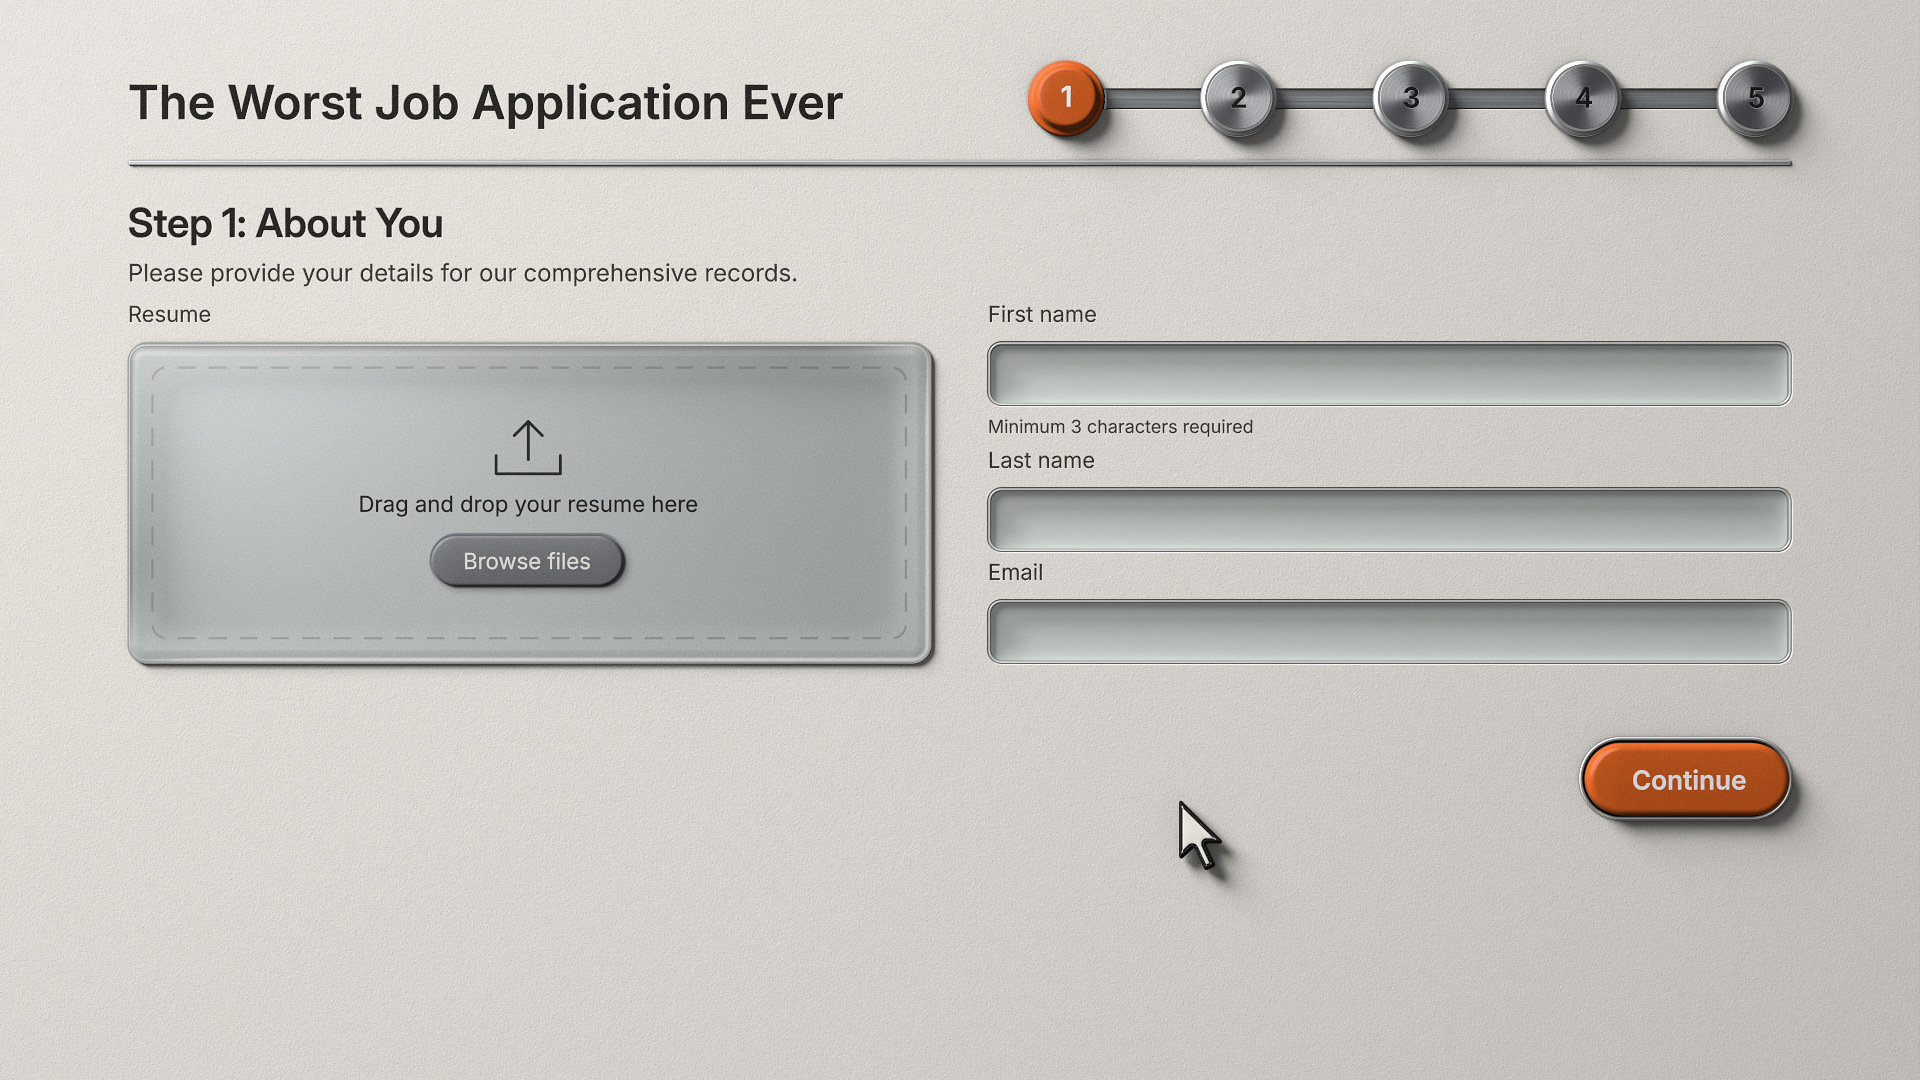 The Worst Job Application Ever
1 2 3 4 5
Step 1: About You
Please provide your details for our comprehensive records.
Resume
Drag and drop your resume here
Browse files
First name
Minimum 3 characters required
Last name
Email
Continue